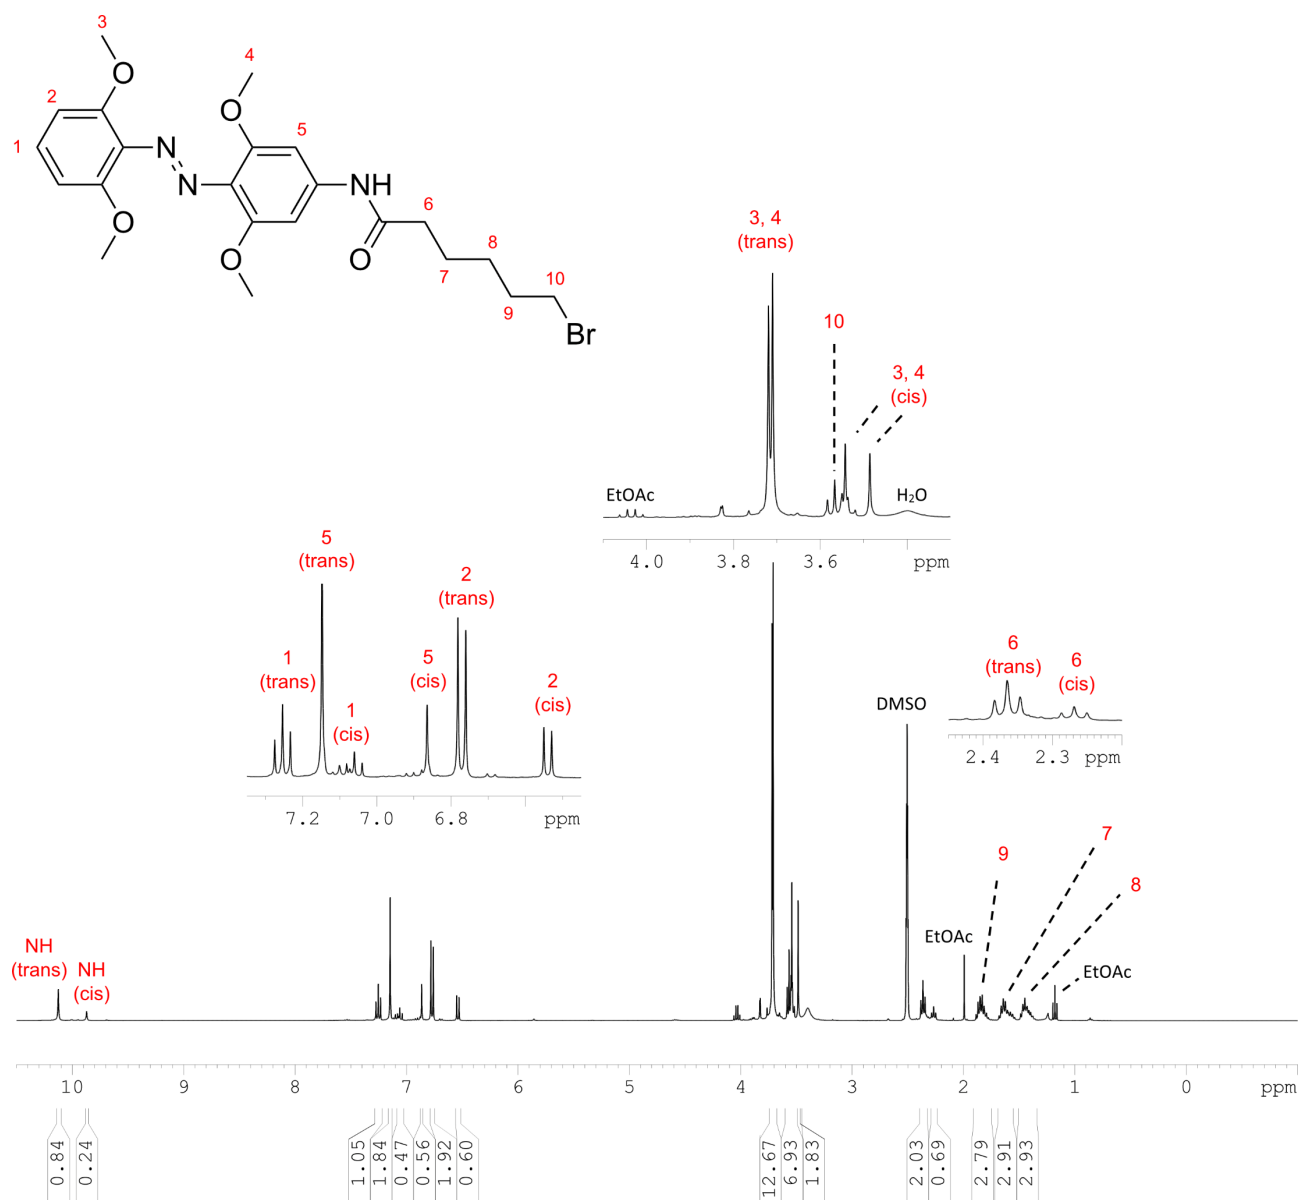 3
4
O
O
2
5
1
N
N
NH
O
O
6
O
8
7
10
9
Br
3, 4
(trans)
10
3, 4
(cis)
EtOAc
H₂O
4.0 3.8 3.6 ppm
5
(trans)
2
(trans)
1
(trans)
5
(cis)
1
(cis)
2
(cis)
7.2 7.0 6.8 ppm
6
(trans)
6
(cis)
DMSO
2.4 2.3 ppm
9
7
8
EtOAc
EtOAc
NH
(trans)
NH
(cis)
10 9 8 7 6 5 4 3 2 1 0 ppm
0.84
0.24
1.05
1.84
0.47
0.56
1.92
0.60
12.67
6.93
1.83
2.03
0.69
2.79
2.91
2.93